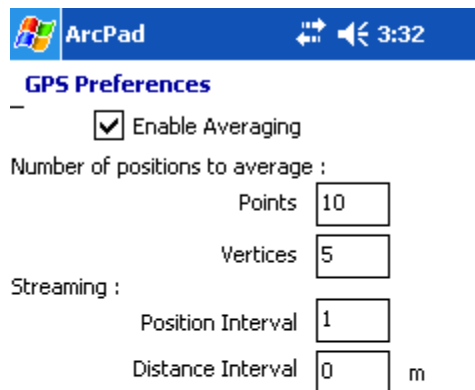 ArcPad 3:32
GPS Preferences
Enable Averaging
Number of positions to average :
Points 10
Vertices 5
Streaming :
Position Interval 1
Distance Interval 0 m